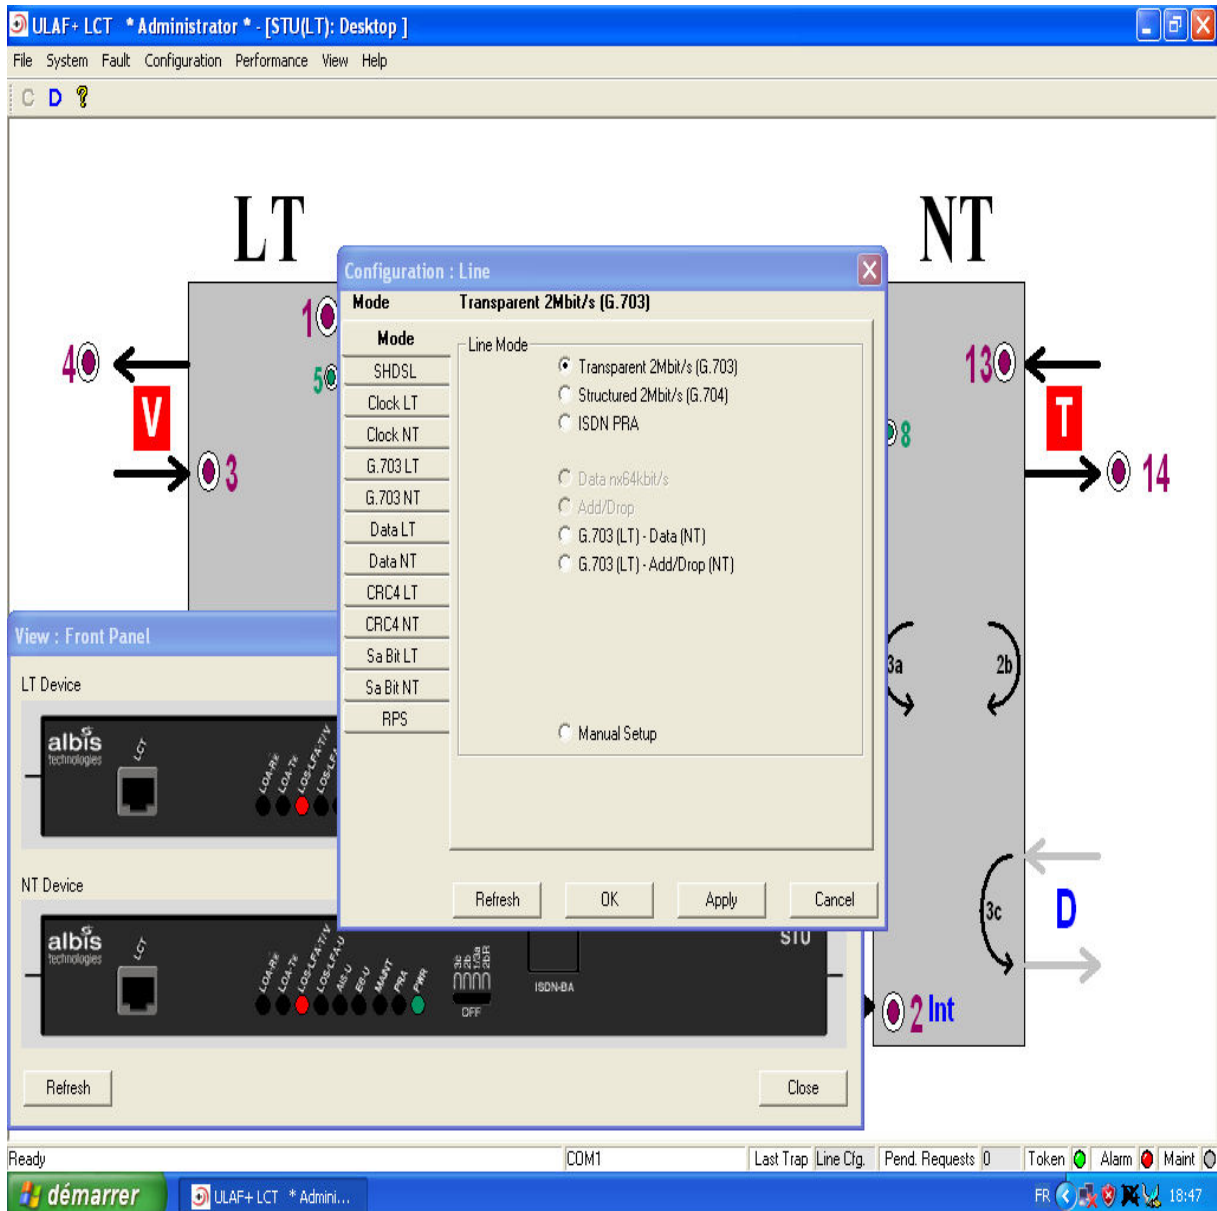 ULAF+ LCT * Administrator * - [STU(LT): Desktop ]
File System Fault Configuration Performance View Help
C D ?
LT
NT
1
4
5
V
3
13
T
8
14
3a
2b
3c
D
2 Int
Configuration : Line
Mode Transparent 2Mbit/s (G.703)
Mode
SHDSL
Clock LT
Clock NT
G.703 LT
G.703 NT
Data LT
Data NT
CRC4 LT
CRC4 NT
Sa Bit LT
Sa Bit NT
RPS
Line Mode
Transparent 2Mbit/s (G.703)
Structured 2Mbit/s (G.704)
ISDN PRA
Data nx64kbit/s
Add/Drop
G.703 (LT) - Data (NT)
G.703 (LT) - Add/Drop (NT)
Manual Setup
Refresh OK Apply Cancel
View : Front Panel
LT Device
albis
technologies
LCT
LOA-Rx
LOA-Tx
LOS-LFA-T/V
NT Device
albis
technologies
LCT
LOA-Rx
LOA-Tx
LOS-LFA-T/V
LOS-LFA-U
AIS-U
EB-U
MAINT
PRA
PWR
3c
2b
1/3a
2bR
OFF
ISDN-BA
STU
Refresh Close
Ready COM1 Last Trap Line Cfg. Pend. Requests 0 Token Alarm Maint
démarrer ULAF+ LCT * Admini... FR 18:47